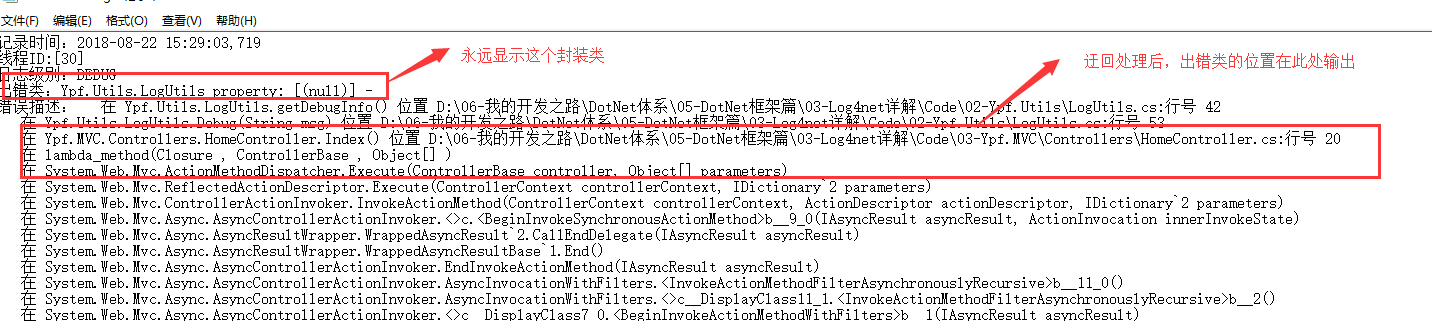 文件(F) 编辑(E) 格式(O) 查看(V) 帮助(H)
记录时间：2018-08-22 15:29:03,719
线程ID:[30]
日志级别：DEBUG
永远显示这个封装类
迂回处理后，出错类的位置在此处输出
出错类：Ypf.Utils.LogUtils property: [(null)] -
错误描述：   在 Ypf.Utils.LogUtils.getDebugInfo() 位置 D:\06-我的开发之路\DotNet体系\05-DotNet框架篇\03-Log4net详解\Code\02-Ypf.Utils\LogUtils.cs:行号 42
在 Ypf.Utils.LogUtils.Debug(String msg) 位置 D:\06-我的开发之路\DotNet体系\05-DotNet框架篇\03-Log4net详解\Code\02-Ypf.Utils\LogUtils.cs:行号 53
在 Ypf.MVC.Controllers.HomeController.Index() 位置 D:\06-我的开发之路\DotNet体系\05-DotNet框架篇\03-Log4net详解\Code\03-Ypf.MVC\Controllers\HomeController.cs:行号 20
在 lambda_method(Closure , ControllerBase , Object[] )
在 System.Web.Mvc.ActionMethodDispatcher.Execute(ControllerBase controller, Object[] parameters)
在 System.Web.Mvc.ReflectedActionDescriptor.Execute(ControllerContext controllerContext, IDictionary`2 parameters)
在 System.Web.Mvc.ControllerActionInvoker.InvokeActionMethod(ControllerContext controllerContext, ActionDescriptor actionDescriptor, IDictionary`2 parameters)
在 System.Web.Mvc.Async.AsyncControllerActionInvoker.<>c.<BeginInvokeSynchronousActionMethod>b__9_0(IAsyncResult asyncResult, ActionInvocation innerInvokeState)
在 System.Web.Mvc.Async.AsyncResultWrapper.WrappedAsyncResult`2.CallEndDelegate(IAsyncResult asyncResult)
在 System.Web.Mvc.Async.AsyncResultWrapper.WrappedAsyncResultBase`1.End()
在 System.Web.Mvc.Async.AsyncControllerActionInvoker.EndInvokeActionMethod(IAsyncResult asyncResult)
在 System.Web.Mvc.Async.AsyncControllerActionInvoker.AsyncInvocationWithFilters.<InvokeActionMethodFilterAsynchronouslyRecursive>b__11_0()
在 System.Web.Mvc.Async.AsyncControllerActionInvoker.AsyncInvocationWithFilters.<>c__DisplayClass11_1.<InvokeActionMethodFilterAsynchronouslyRecursive>b__2()
在 System.Web.Mvc.Async.AsyncControllerActionInvoker.<>c__DisplayClass7_0.<BeginInvokeActionMethodWithFilters>b__1(IAsyncResult asyncResult)